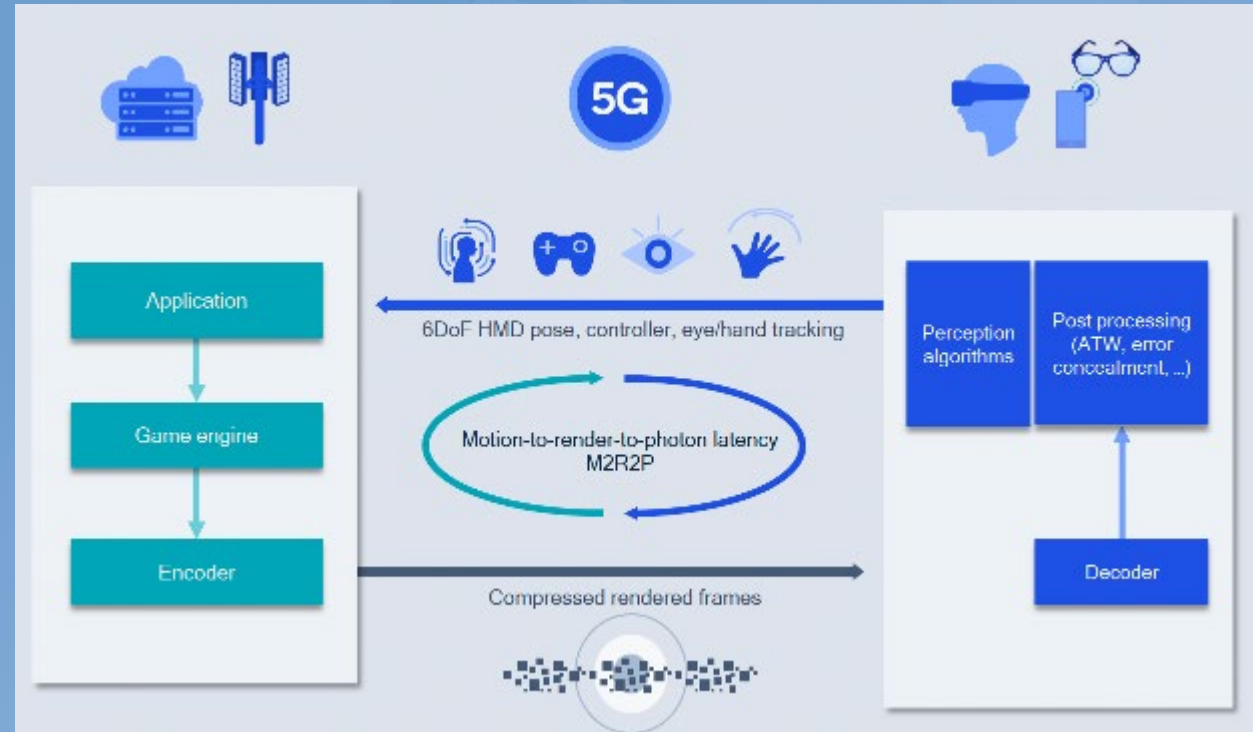 5G
6DoF HMD pose, controller, eye/hand tracking
Application
Game engine
Encoder
Motion-to-render-to-photon latency
M2R2P
Compressed rendered frames
Perception
algorithms
Post processing
(ATW, error
concealment, ...)
Decoder